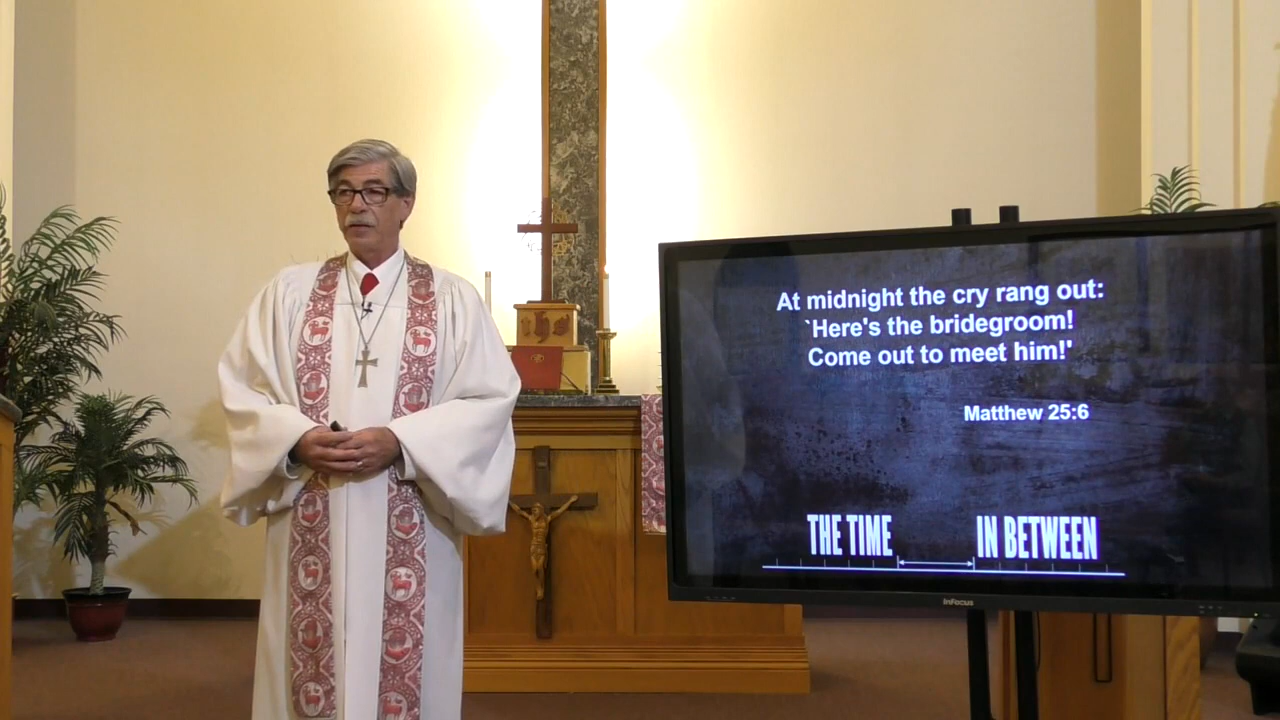 At midnight the cry rang out:
`Here's the bridegroom!
Come out to meet him!'
Matthew 25:6
THE TIME IN BETWEEN
InFocus
IHS